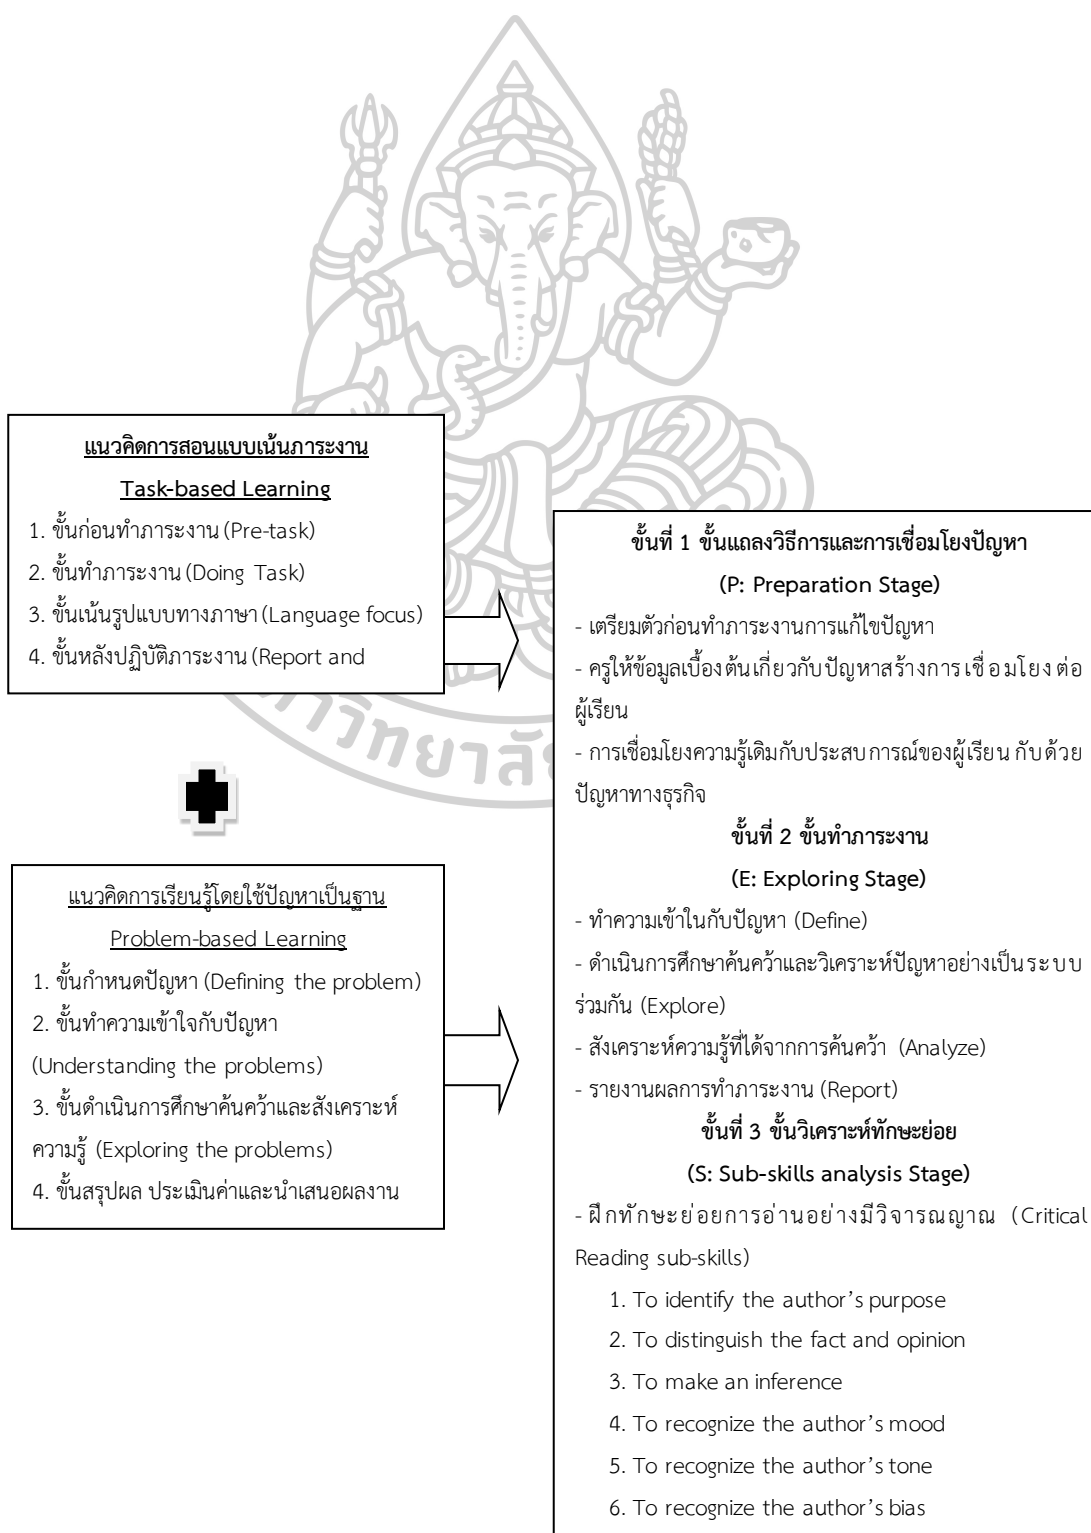 แนวคิดการสอนแบบเน้นภาระงาน
Task-based Learning
1. ขั้นก่อนทำภาระงาน (Pre-task)
2. ขั้นทำภาระงาน (Doing Task)
3. ขั้นเน้นรูปแบบทางภาษา (Language focus)
4. ขั้นหลังปฏิบัติภาระงาน (Report and
แนวคิดการเรียนรู้โดยใช้ปัญหาเป็นฐาน
Problem-based Learning
1. ขั้นกำหนดปัญหา (Defining the problem)
2. ขั้นทำความเข้าใจกับปัญหา
(Understanding the problems)
3. ขั้นดำเนินการศึกษาค้นคว้าและสังเคราะห์
ความรู้ (Exploring the problems)
4. ขั้นสรุปผล ประเมินค่าและนำเสนอผลงาน
ขั้นที่ 1 ขั้นแถลงวิธีการและการเชื่อมโยงปัญหา
(P: Preparation Stage)
- เตรียมตัวก่อนทำภาระงานการแก้ไขปัญหา
- ครูให้ข้อมูลเบื้องต้นเกี่ยวกับปัญหาสร้างการเชื่อมโยงต่อ
ผู้เรียน
- การเชื่อมโยงความรู้เดิมกับประสบการณ์ของผู้เรียน กับด้วย
ปัญหาทางธุรกิจ
ขั้นที่ 2 ขั้นทำภาระงาน
(E: Exploring Stage)
- ทำความเข้าในกับปัญหา (Define)
- ดำเนินการศึกษาค้นคว้าและวิเคราะห์ปัญหาอย่างเป็นระบบ
ร่วมกัน (Explore)
- สังเคราะห์ความรู้ที่ได้จากการค้นคว้า (Analyze)
- รายงานผลการทำภาระงาน (Report)
ขั้นที่ 3 ขั้นวิเคราะห์ทักษะย่อย
(S: Sub-skills analysis Stage)
- ฝึกทักษะย่อยการอ่านอย่างมีวิจารณญาณ (Critical
Reading sub-skills)
1. To identify the author’s purpose
2. To distinguish the fact and opinion
3. To make an inference
4. To recognize the author’s mood
5. To recognize the author’s tone
6. To recognize the author’s bias